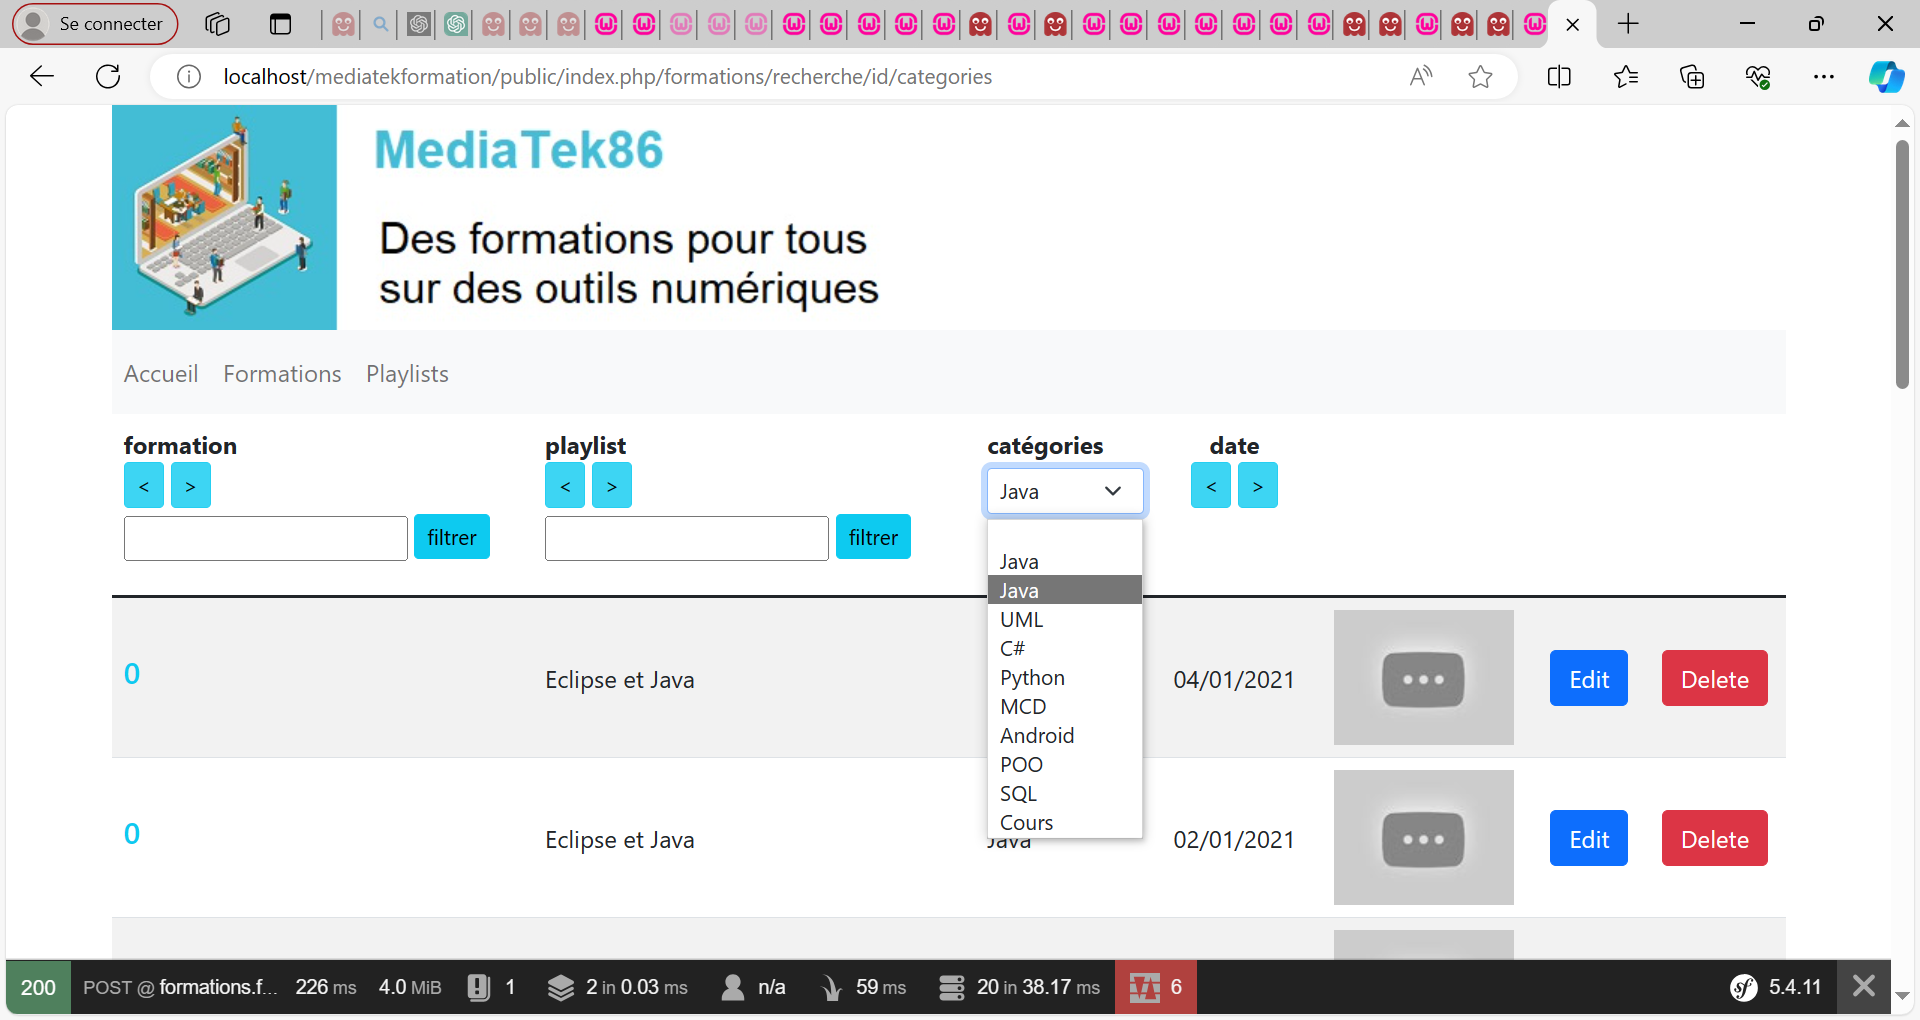 Se connecter
localhost/mediatekformation/public/index.php/formations/recherche/id/categories
MediaTek86
Des formations pour tous
sur des outils numériques
Accueil Formations Playlists
formation playlist catégories date
< > < > Java < >
filtrer filtrer
Java
Java
UML
C#
Python
MCD
Android
POO
SQL
Cours
0 Eclipse et Java 04/01/2021 Edit Delete
0 Eclipse et Java Java 02/01/2021 Edit Delete
200 POST @ formations.f... 226 ms 4.0 MiB 1 2 in 0.03 ms n/a 59 ms 20 in 38.17 ms 6 sf 5.4.11